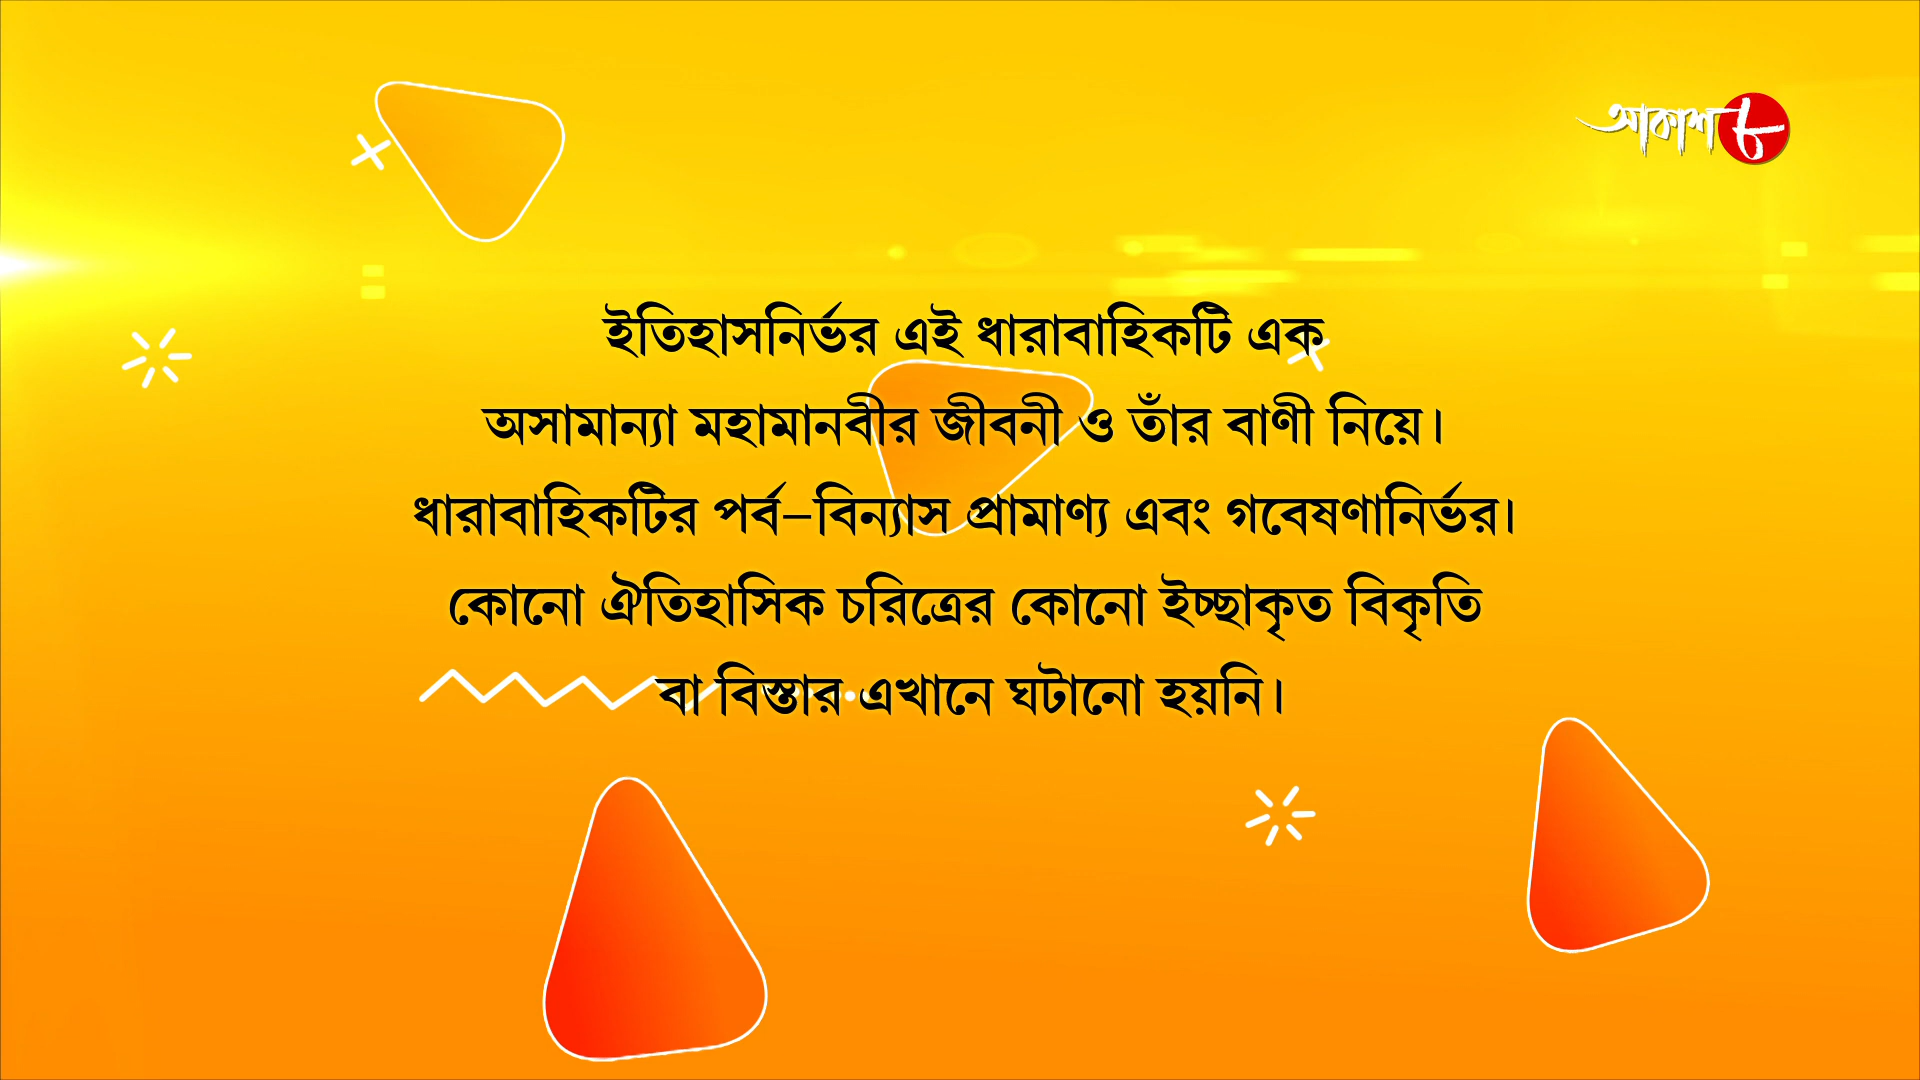 আকাশ ৮
ইতিহাসনির্ভর এই ধারাবাহিকটি এক
অসামান্যা মহামানবীর জীবনী ও তাঁর বাণী নিয়ে।
ধারাবাহিকটির পর্ব–বিন্যাস প্রামাণ্য এবং গবেষণানির্ভর।
কোনো ঐতিহাসিক চরিত্রের কোনো ইচ্ছাকৃত বিকৃতি
বা বিস্তার এখানে ঘটানো হয়নি।